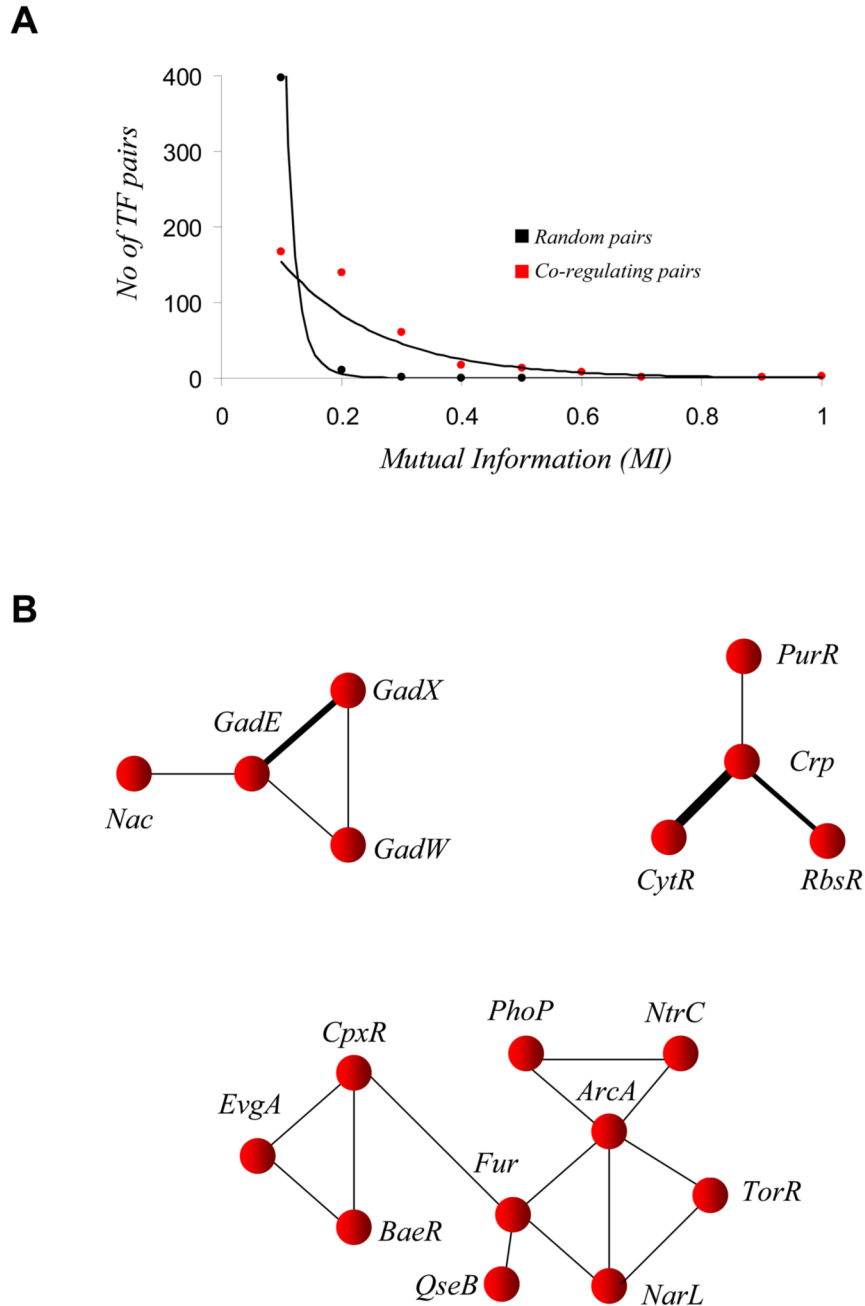 A
400
300
200
100
0
No of TF pairs
Random pairs
Co-regulating pairs
0
0.2
0.4
0.6
0.8
1
Mutual Information (MI)
B
GadE
GadX
Nac
GadW
PurR
Crp
CytR
RbsR
PhoP
NtrC
CpxR
ArcA
EvgA
Fur
TorR
BaeR
QseB
NarL